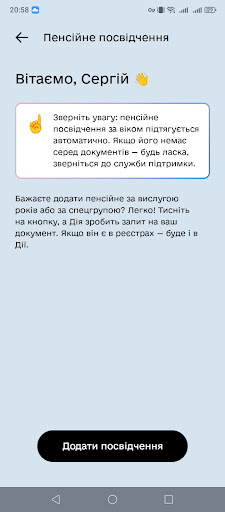 20:58
Пенсійне посвідчення
Вітаємо, Сергій 👋
Зверніть увагу: пенсійне
посвідчення за віком підтягується
автоматично. Якщо його немає
серед документів — будь ласка,
зверніться до служби підтримки.
Бажаєте додати пенсійне за вислугою
років або за спецгрупою? Легко! Тисніть
на кнопку, а Дія зробить запит на ваш
документ. Якщо він є в реєстрах — буде і в
Дії.
Додати посвідчення